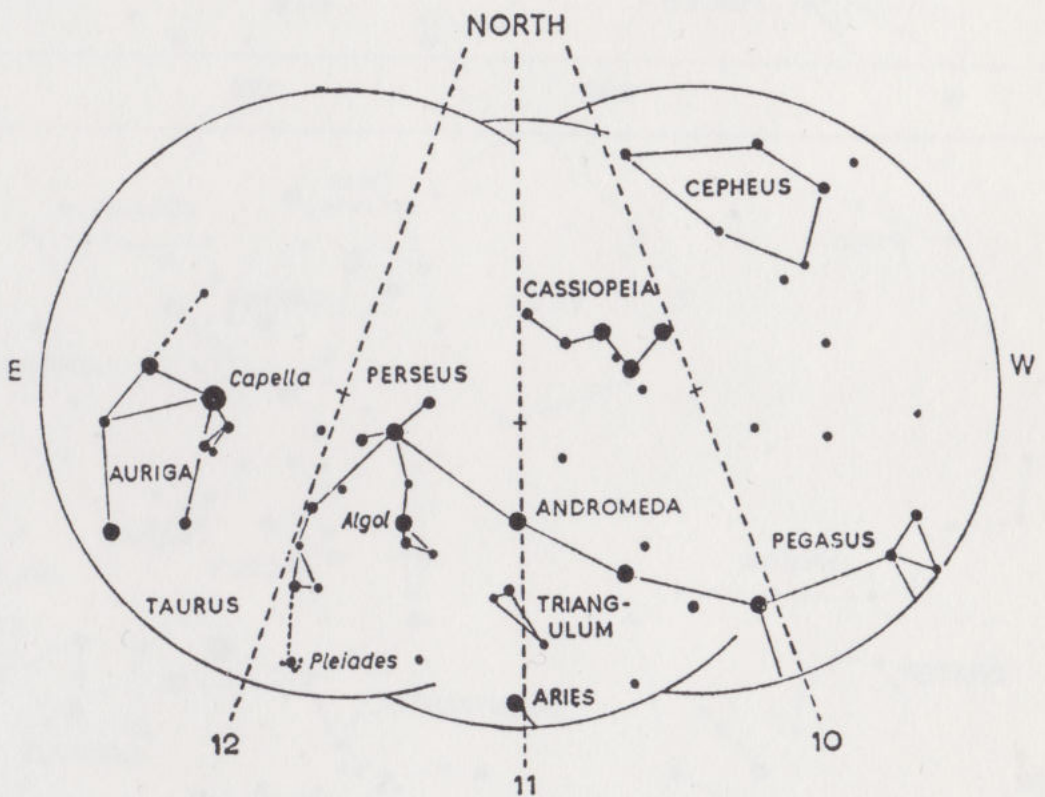 NORTH
CEPHEUS
CASSIOPEIA
E
W
Capella
PERSEUS
AURIGA
Algol
ANDROMEDA
PEGASUS
TAURUS
TRIANG-
ULUM
Pleiades
ARIES
12
11
10